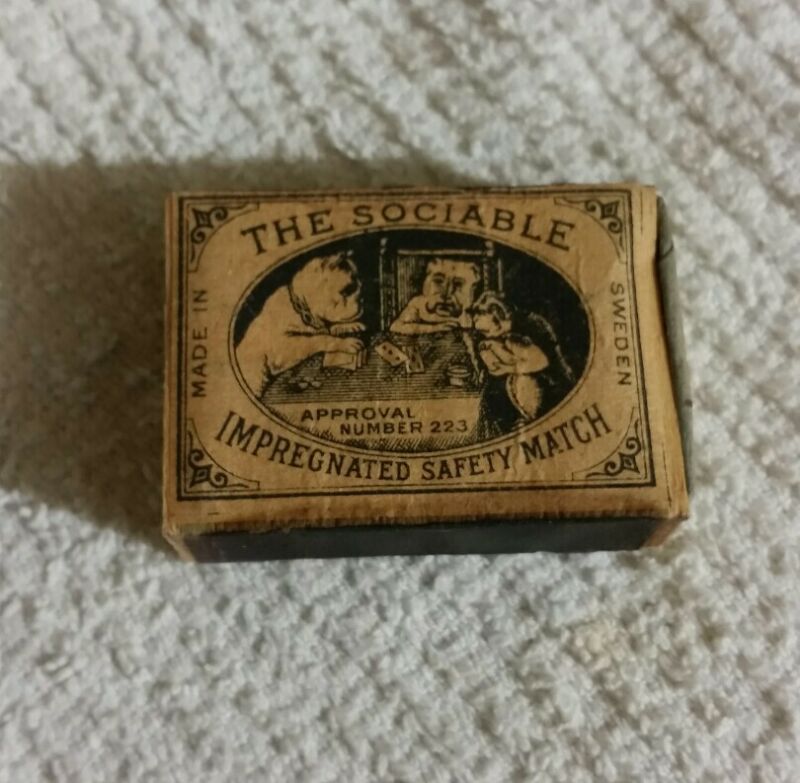 THE SOCIABLE
MADE IN
SWEDEN
APPROVAL
NUMBER 223
IMPREGNATED SAFETY MATCH